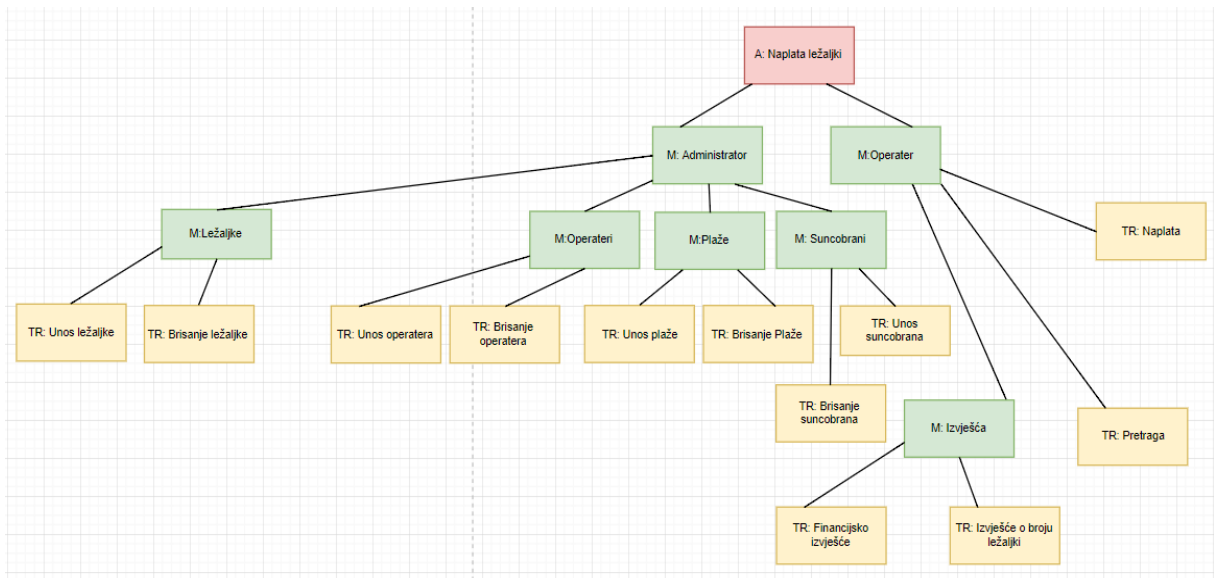 A: Naplata ležaljki
M: Administrator
M:Operater
M:Ležaljke
M:Operateri
M:Plaže
M: Suncobrani
TR: Naplata
TR: Unos ležaljke
TR: Brisanje ležaljke
TR: Unos operatera
TR: Brisanje
operatera
TR: Unos plaže
TR: Brisanje Plaže
TR: Unos
suncobrana
TR: Brisanje
suncobrana
M: Izvješća
TR: Pretraga
TR: Financijsko
izvješće
TR: Izvješće o broju
ležaljki